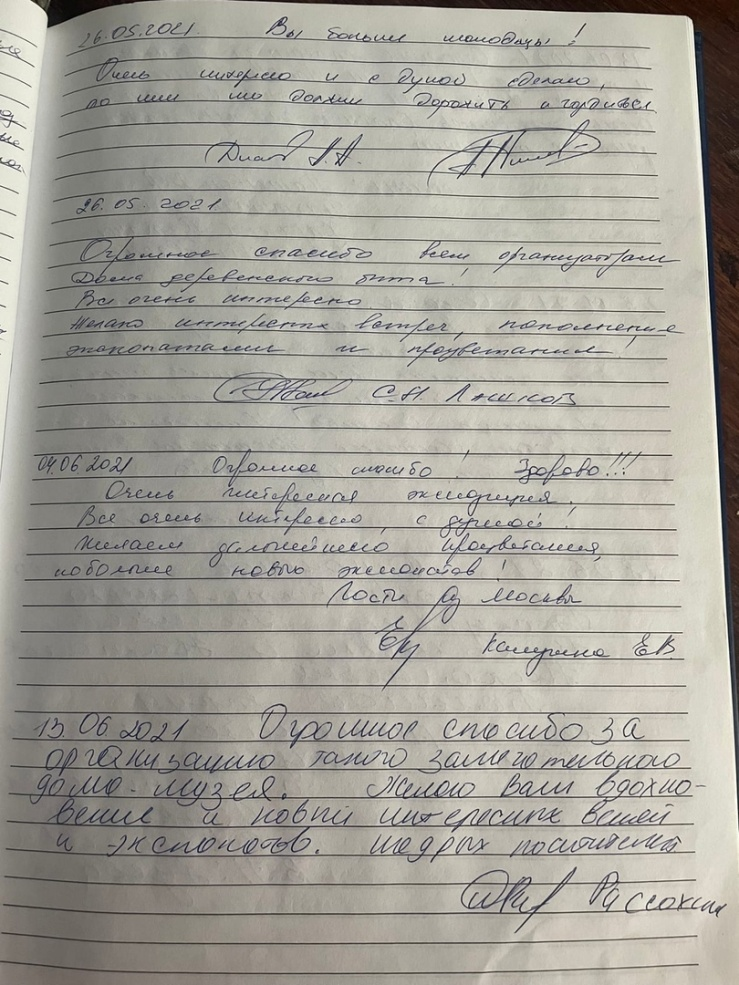 26.05.2021. Вы большие молодцы!
Очень интересно и с душой сделано,
должны дорожить и гордиться
26.05.2021
Огромное спасибо всем организаторам
Дома деревенского быта!
Все очень интересно
Желаю интересных встреч, пополнение
экспонатами и процветания!
С.Н.
04.06.2021 Огромное спасибо! Здорово!!!
Очень интересная экспозиция.
Все очень интересно, с душой!
Желаем дальнейшего процветания,
побольше новых экспонатов!
Гости из Москвы
Е В
13.06.2021 Огромное спасибо за
организацию такого замечательного
дома-музея. Желаю Вам вдохно-
вения и новых интересных вещей
и экспонатов. Щедрых посетителей